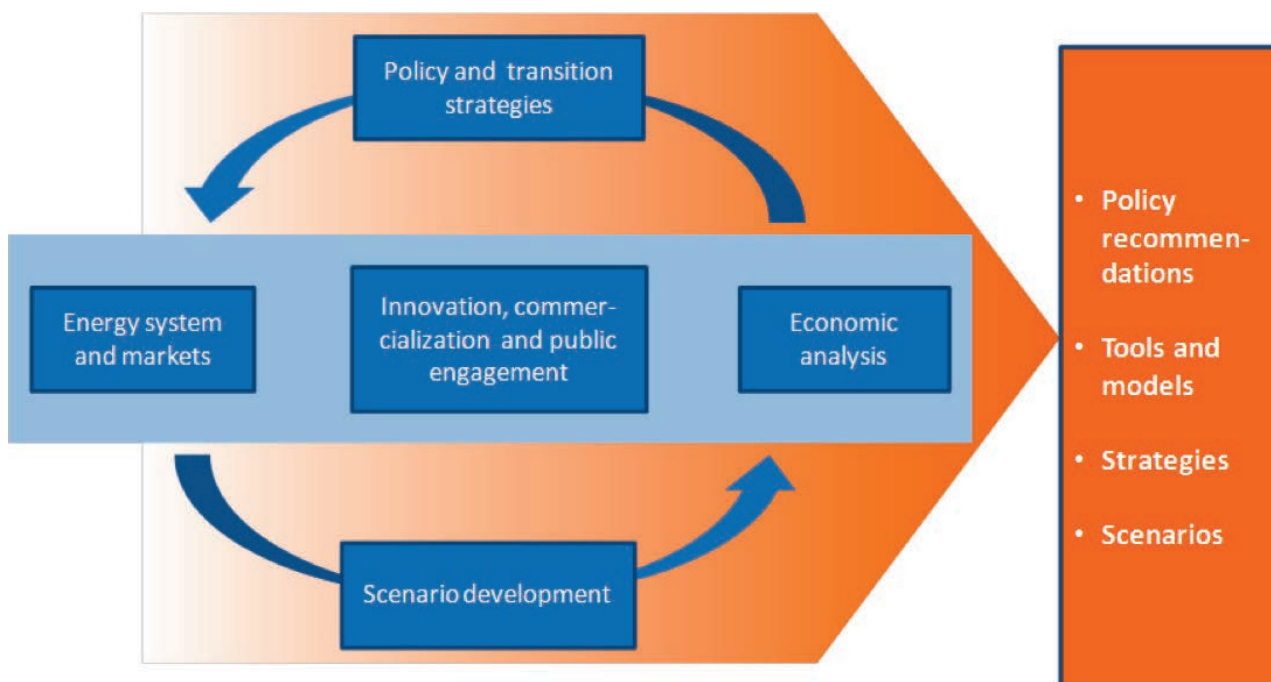 Policy and transition
strategies
Energy system
and markets
Innovation, commer-
cialization and public
engagement
Economic
analysis
Scenario development
• Policy
recommen-
dations
• Tools and
models
• Strategies
• Scenarios